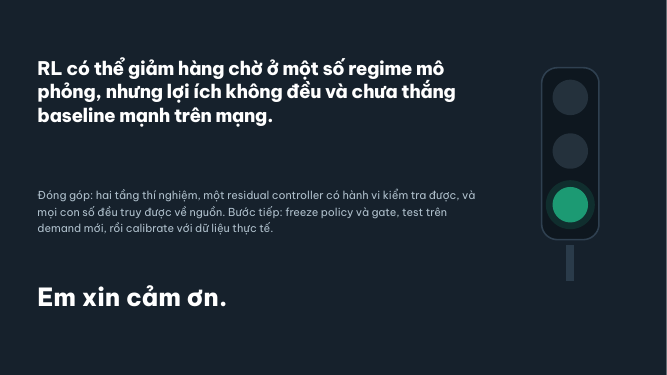 RL có thể giảm hàng chờ ở một số regime mô
phỏng, nhưng lợi ích không đều và chưa thắng
baseline mạnh trên mạng.
Đóng góp: hai tầng thí nghiệm, một residual controller có hành vi kiểm tra được, và
mọi con số đều truy được về nguồn. Bước tiếp: freeze policy và gate, test trên
demand mới, rồi calibrate với dữ liệu thực tế.
Em xin cảm ơn.